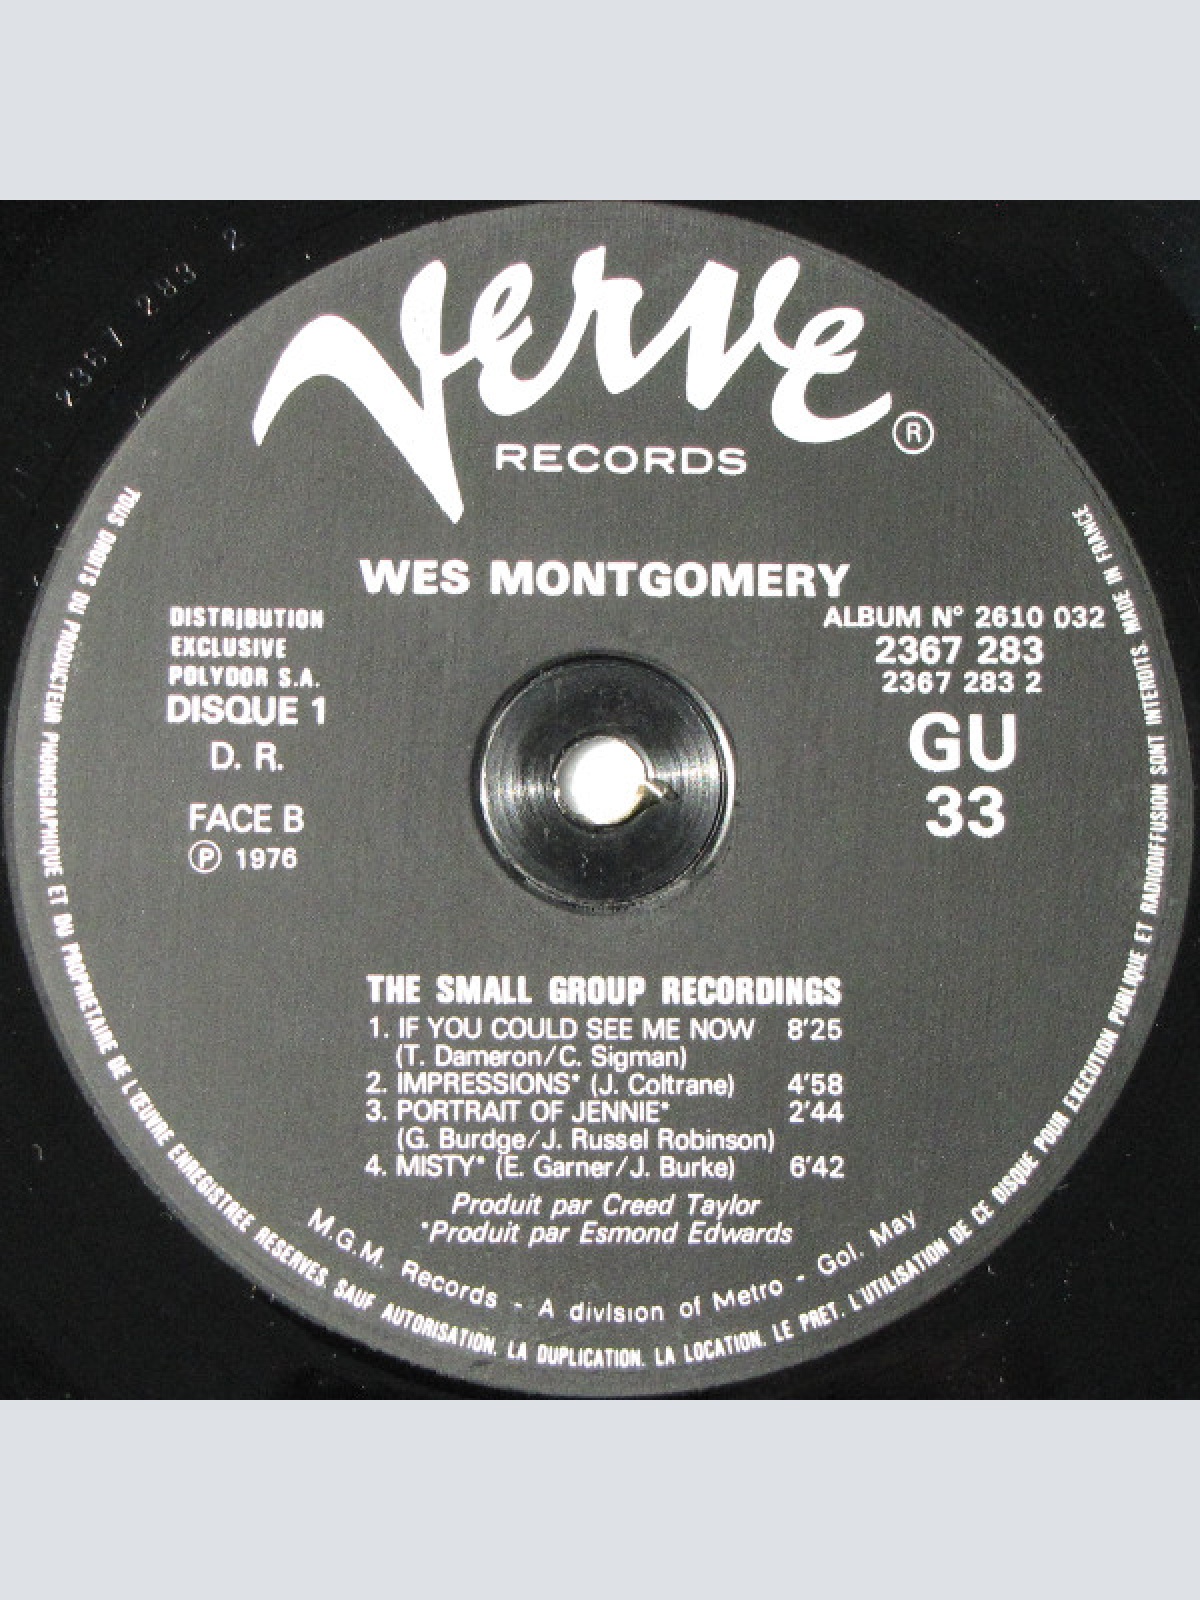 2367 283 2
Verve
®
RECORDS
WES MONTGOMERY
DISTRIBUTION
EXCLUSIVE
POLYDOR S.A.
DISQUE 1
D. R.
FACE B
℗ 1976
ALBUM N° 2610 032
2367 283
2367 283 2
GU
33
THE SMALL GROUP RECORDINGS
1. IF YOU COULD SEE ME NOW 8'25
(T. Dameron/C. Sigman)
2. IMPRESSIONS* (J. Coltrane) 4'58
3. PORTRAIT OF JENNIE* 2'44
(G. Burdge/J. Russel Robinson)
4. MISTY* (E. Garner/J. Burke) 6'42
Produit par Creed Taylor
*Produit par Esmond Edwards
M.G.M. Records - A division of Metro - Gol. May
TOUS DROITS DU PRODUCTEUR PHONOGRAPHIQUE ET DU PROPRIETAIRE DE L'ŒUVRE ENREGISTREE RESERVES. SAUF AUTORISATION. LA DUPLICATION. LA LOCATION. LE PRET. L'UTILISATION DE CE DISQUE POUR EXECUTION PUBLIQUE ET RADIODIFFUSION SONT INTERDITS. MADE IN FRANCE